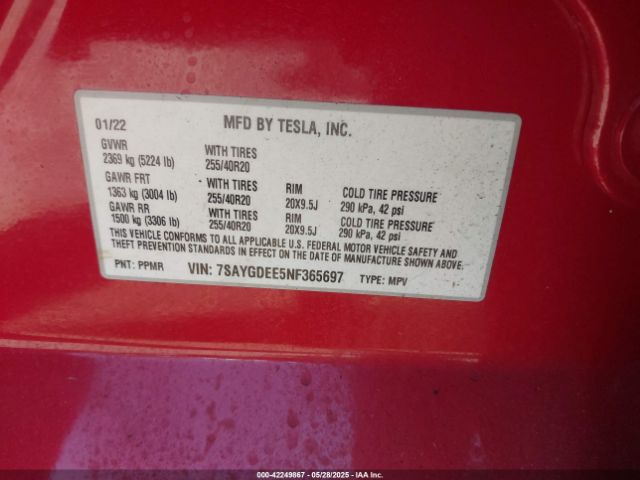 01/22 MFD BY TESLA, INC.
GVWR WITH TIRES
2369 kg (5224 lb) 255/40R20
GAWR FRT WITH TIRES RIM COLD TIRE PRESSURE
1363 kg (3004 lb) 255/40R20 20X9.5J 290 kPa, 42 psi
GAWR RR WITH TIRES RIM COLD TIRE PRESSURE
1500 kg (3306 lb) 255/40R20 20X9.5J 290 kPa, 42 psi
THIS VEHICLE CONFORMS TO ALL APPLICABLE U.S. FEDERAL MOTOR VEHICLE SAFETY AND
THEFT PREVENTION STANDARDS IN EFFECT ON THE DATE OF MANUFACTURE SHOWN ABOVE.
PNT: PPMR VIN: 7SAYGDEE5NF365697 TYPE: MPV
000-42249867 - 05/28/2025 - IAA Inc.